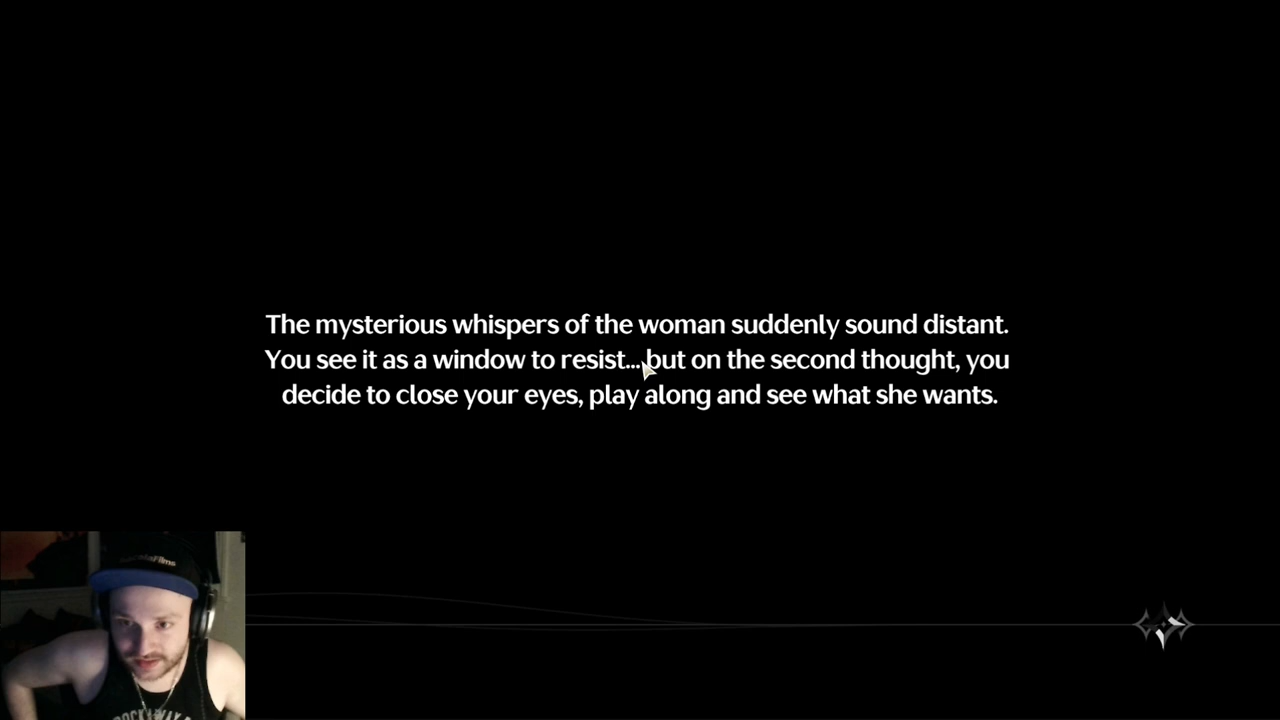 The mysterious whispers of the woman suddenly sound distant.
You see it as a window to resist... but on the second thought, you
decide to close your eyes, play along and see what she wants.